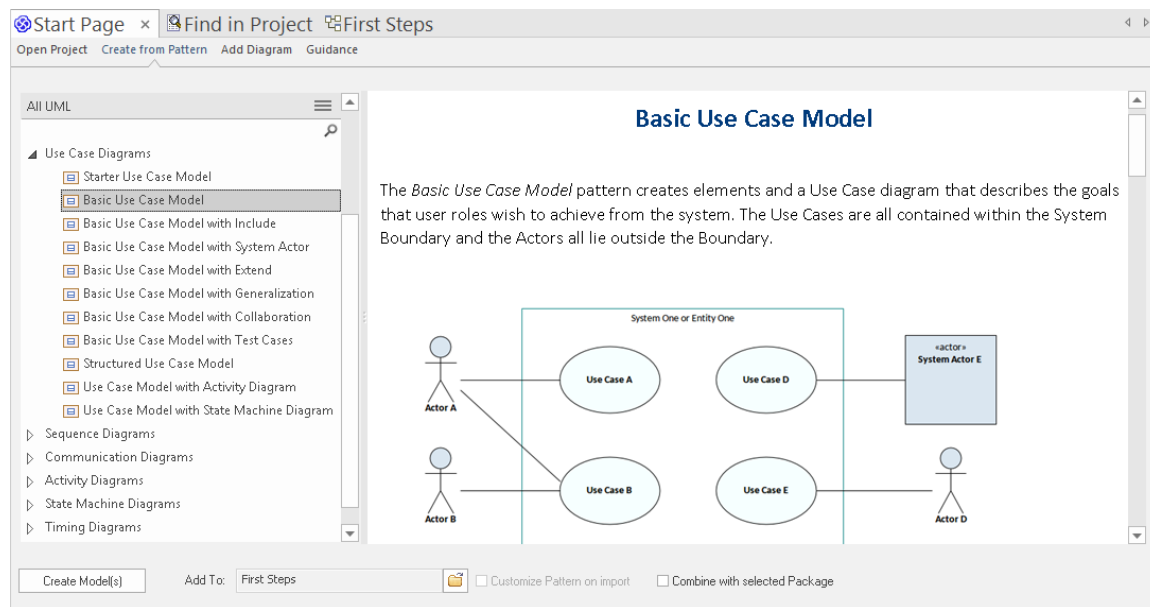 Start Page × Find in Project First Steps
Open Project Create from Pattern Add Diagram Guidance
All UML
Use Case Diagrams
Starter Use Case Model
Basic Use Case Model
Basic Use Case Model with Include
Basic Use Case Model with System Actor
Basic Use Case Model with Extend
Basic Use Case Model with Generalization
Basic Use Case Model with Collaboration
Basic Use Case Model with Test Cases
Structured Use Case Model
Use Case Model with Activity Diagram
Use Case Model with State Machine Diagram
Sequence Diagrams
Communication Diagrams
Activity Diagrams
State Machine Diagrams
Timing Diagrams
Basic Use Case Model
The Basic Use Case Model pattern creates elements and a Use Case diagram that describes the goals
that user roles wish to achieve from the system. The Use Cases are all contained within the System
Boundary and the Actors all lie outside the Boundary.
System One or Entity One
Actor A
Use Case A
Use Case D
«actor»
System Actor E
Actor B
Use Case B
Use Case E
Actor D
Create Model(s) Add To: First Steps Customize Pattern on import Combine with selected Package